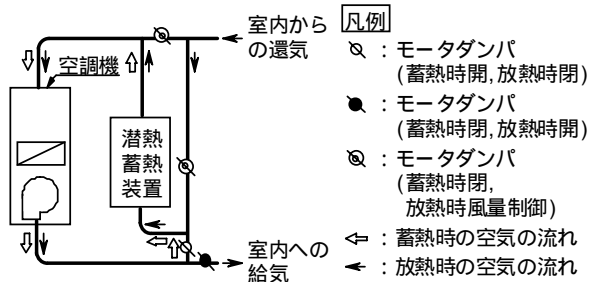 室内から
の還気
空調機
潜熱
蓄熱
装置
室内への
給気
凡例
：モータダンパ
(蓄熱時開,放熱時閉)
：モータダンパ
(蓄熱時閉,放熱時開)
：モータダンパ
(蓄熱時閉,
放熱時風量制御)
：蓄熱時の空気の流れ
：放熱時の空気の流れ